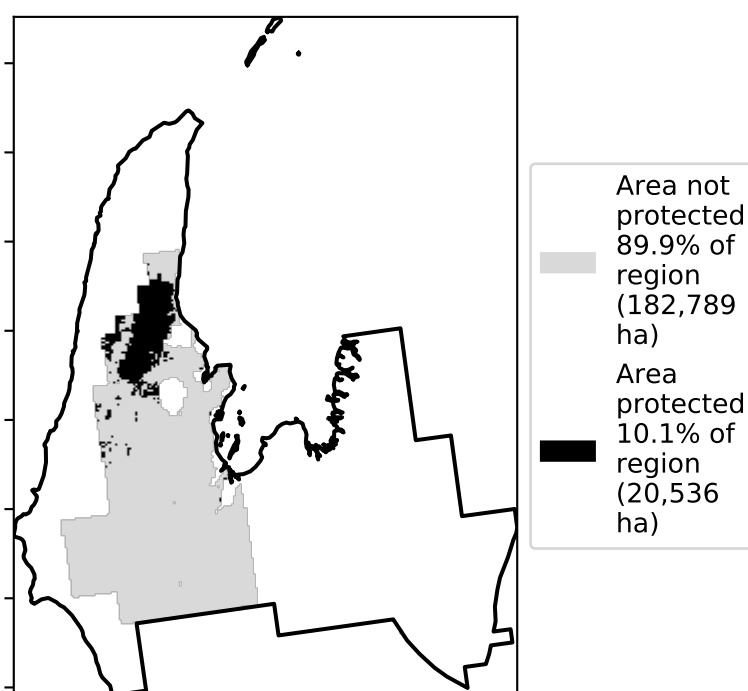 Area not
protected
89.9% of
region
(182,789
ha)
Area
protected
10.1% of
region
(20,536
ha)